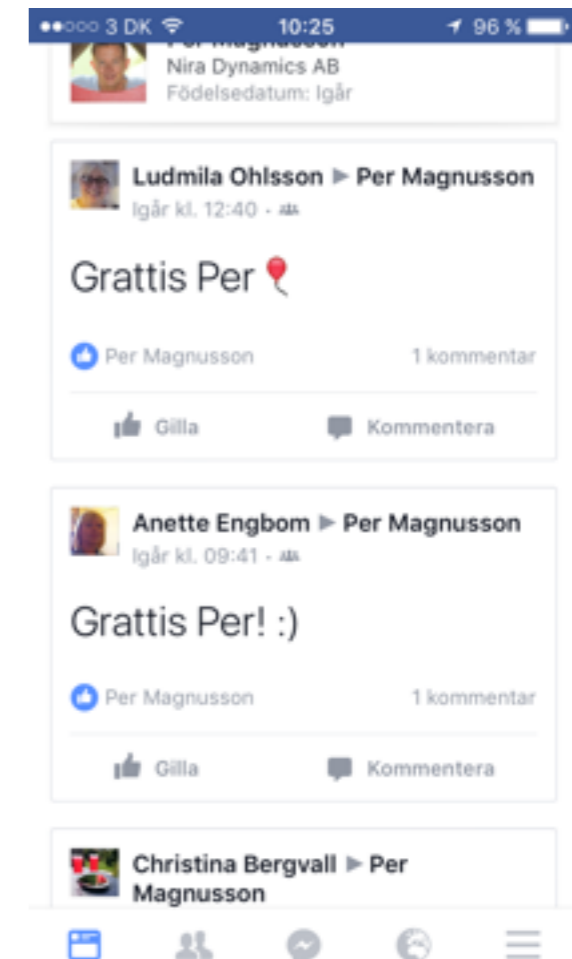 3 DK 10:25 96 %
Per Magnusson
Nira Dynamics AB
Födelsedatum: Igår
Ludmila Ohlsson ▶ Per Magnusson
Igår kl. 12:40 ·
Grattis Per 🎈
Per Magnusson 1 kommentar
Gilla Kommentera
Anette Engbom ▶ Per Magnusson
Igår kl. 09:41 ·
Grattis Per! :)
Per Magnusson 1 kommentar
Gilla Kommentera
Christina Bergvall ▶ Per
Magnusson